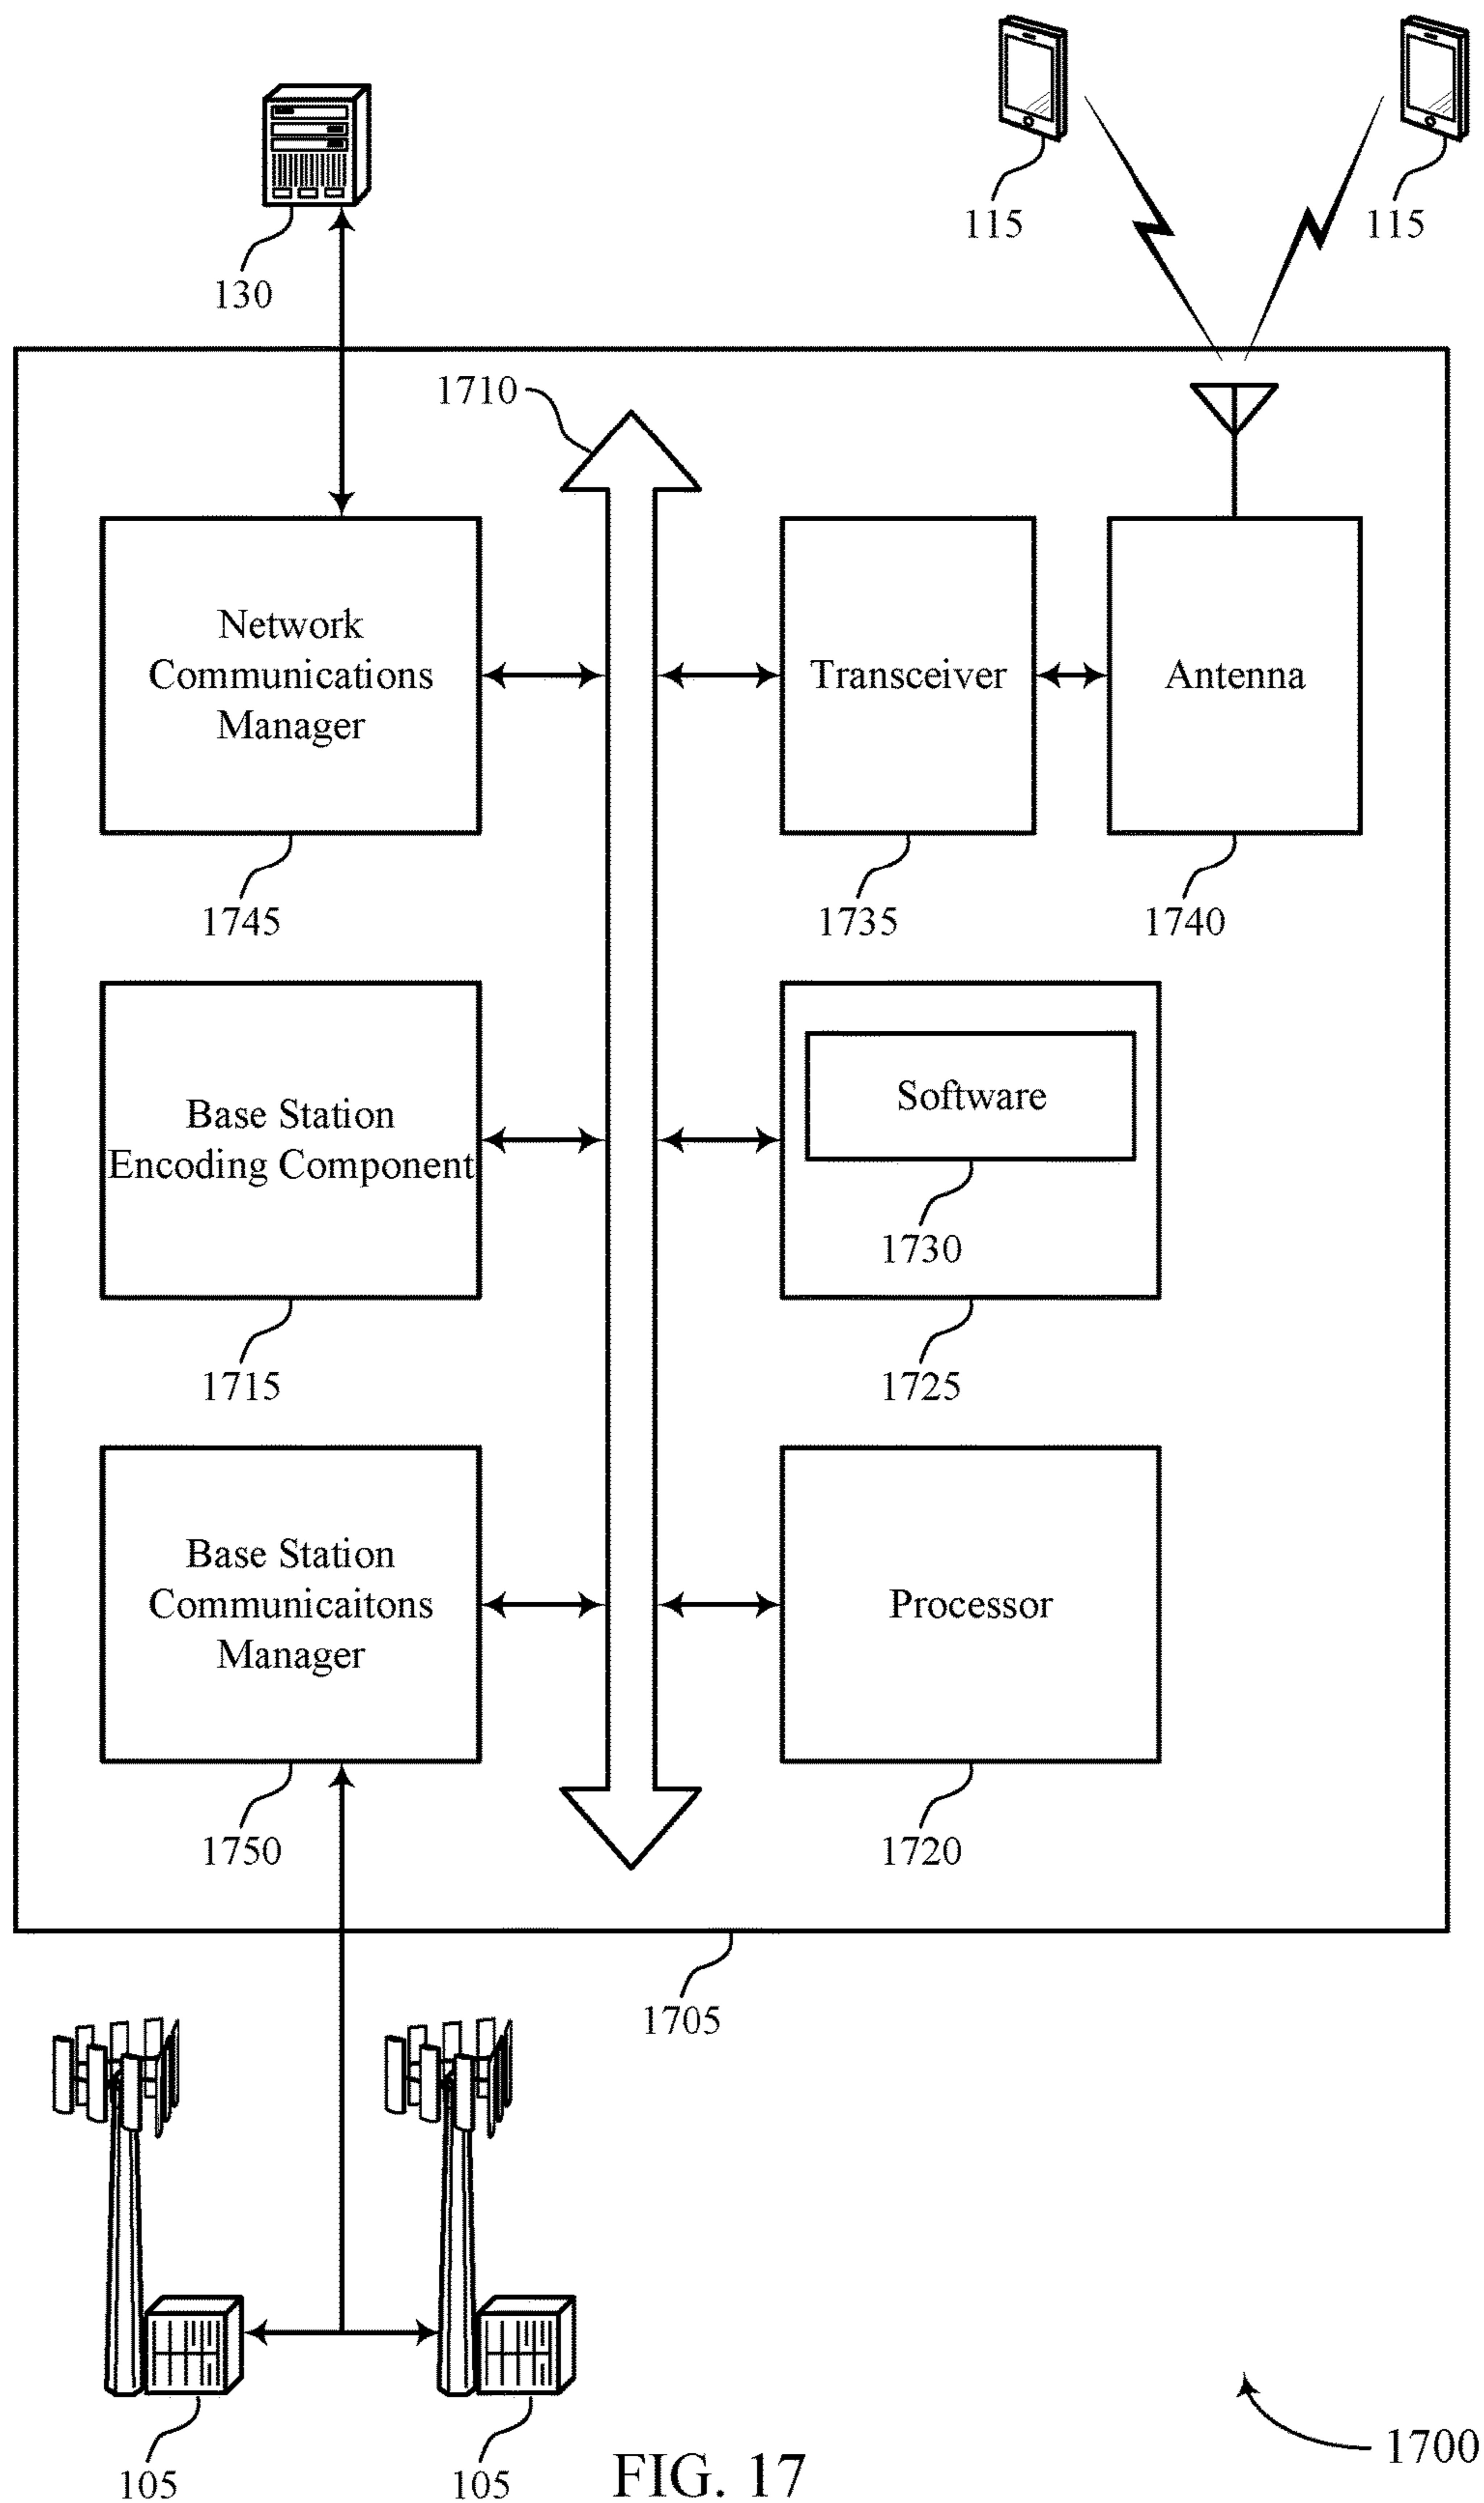 130
115
115
1710
Network
Communications
Manager
Transceiver
Antenna
1745
1735
1740
Base Station
Encoding Component
Software
1730
1715
1725
Base Station
Communicaitons
Manager
Processor
1750
1720
1705
105
105
FIG. 17
1700